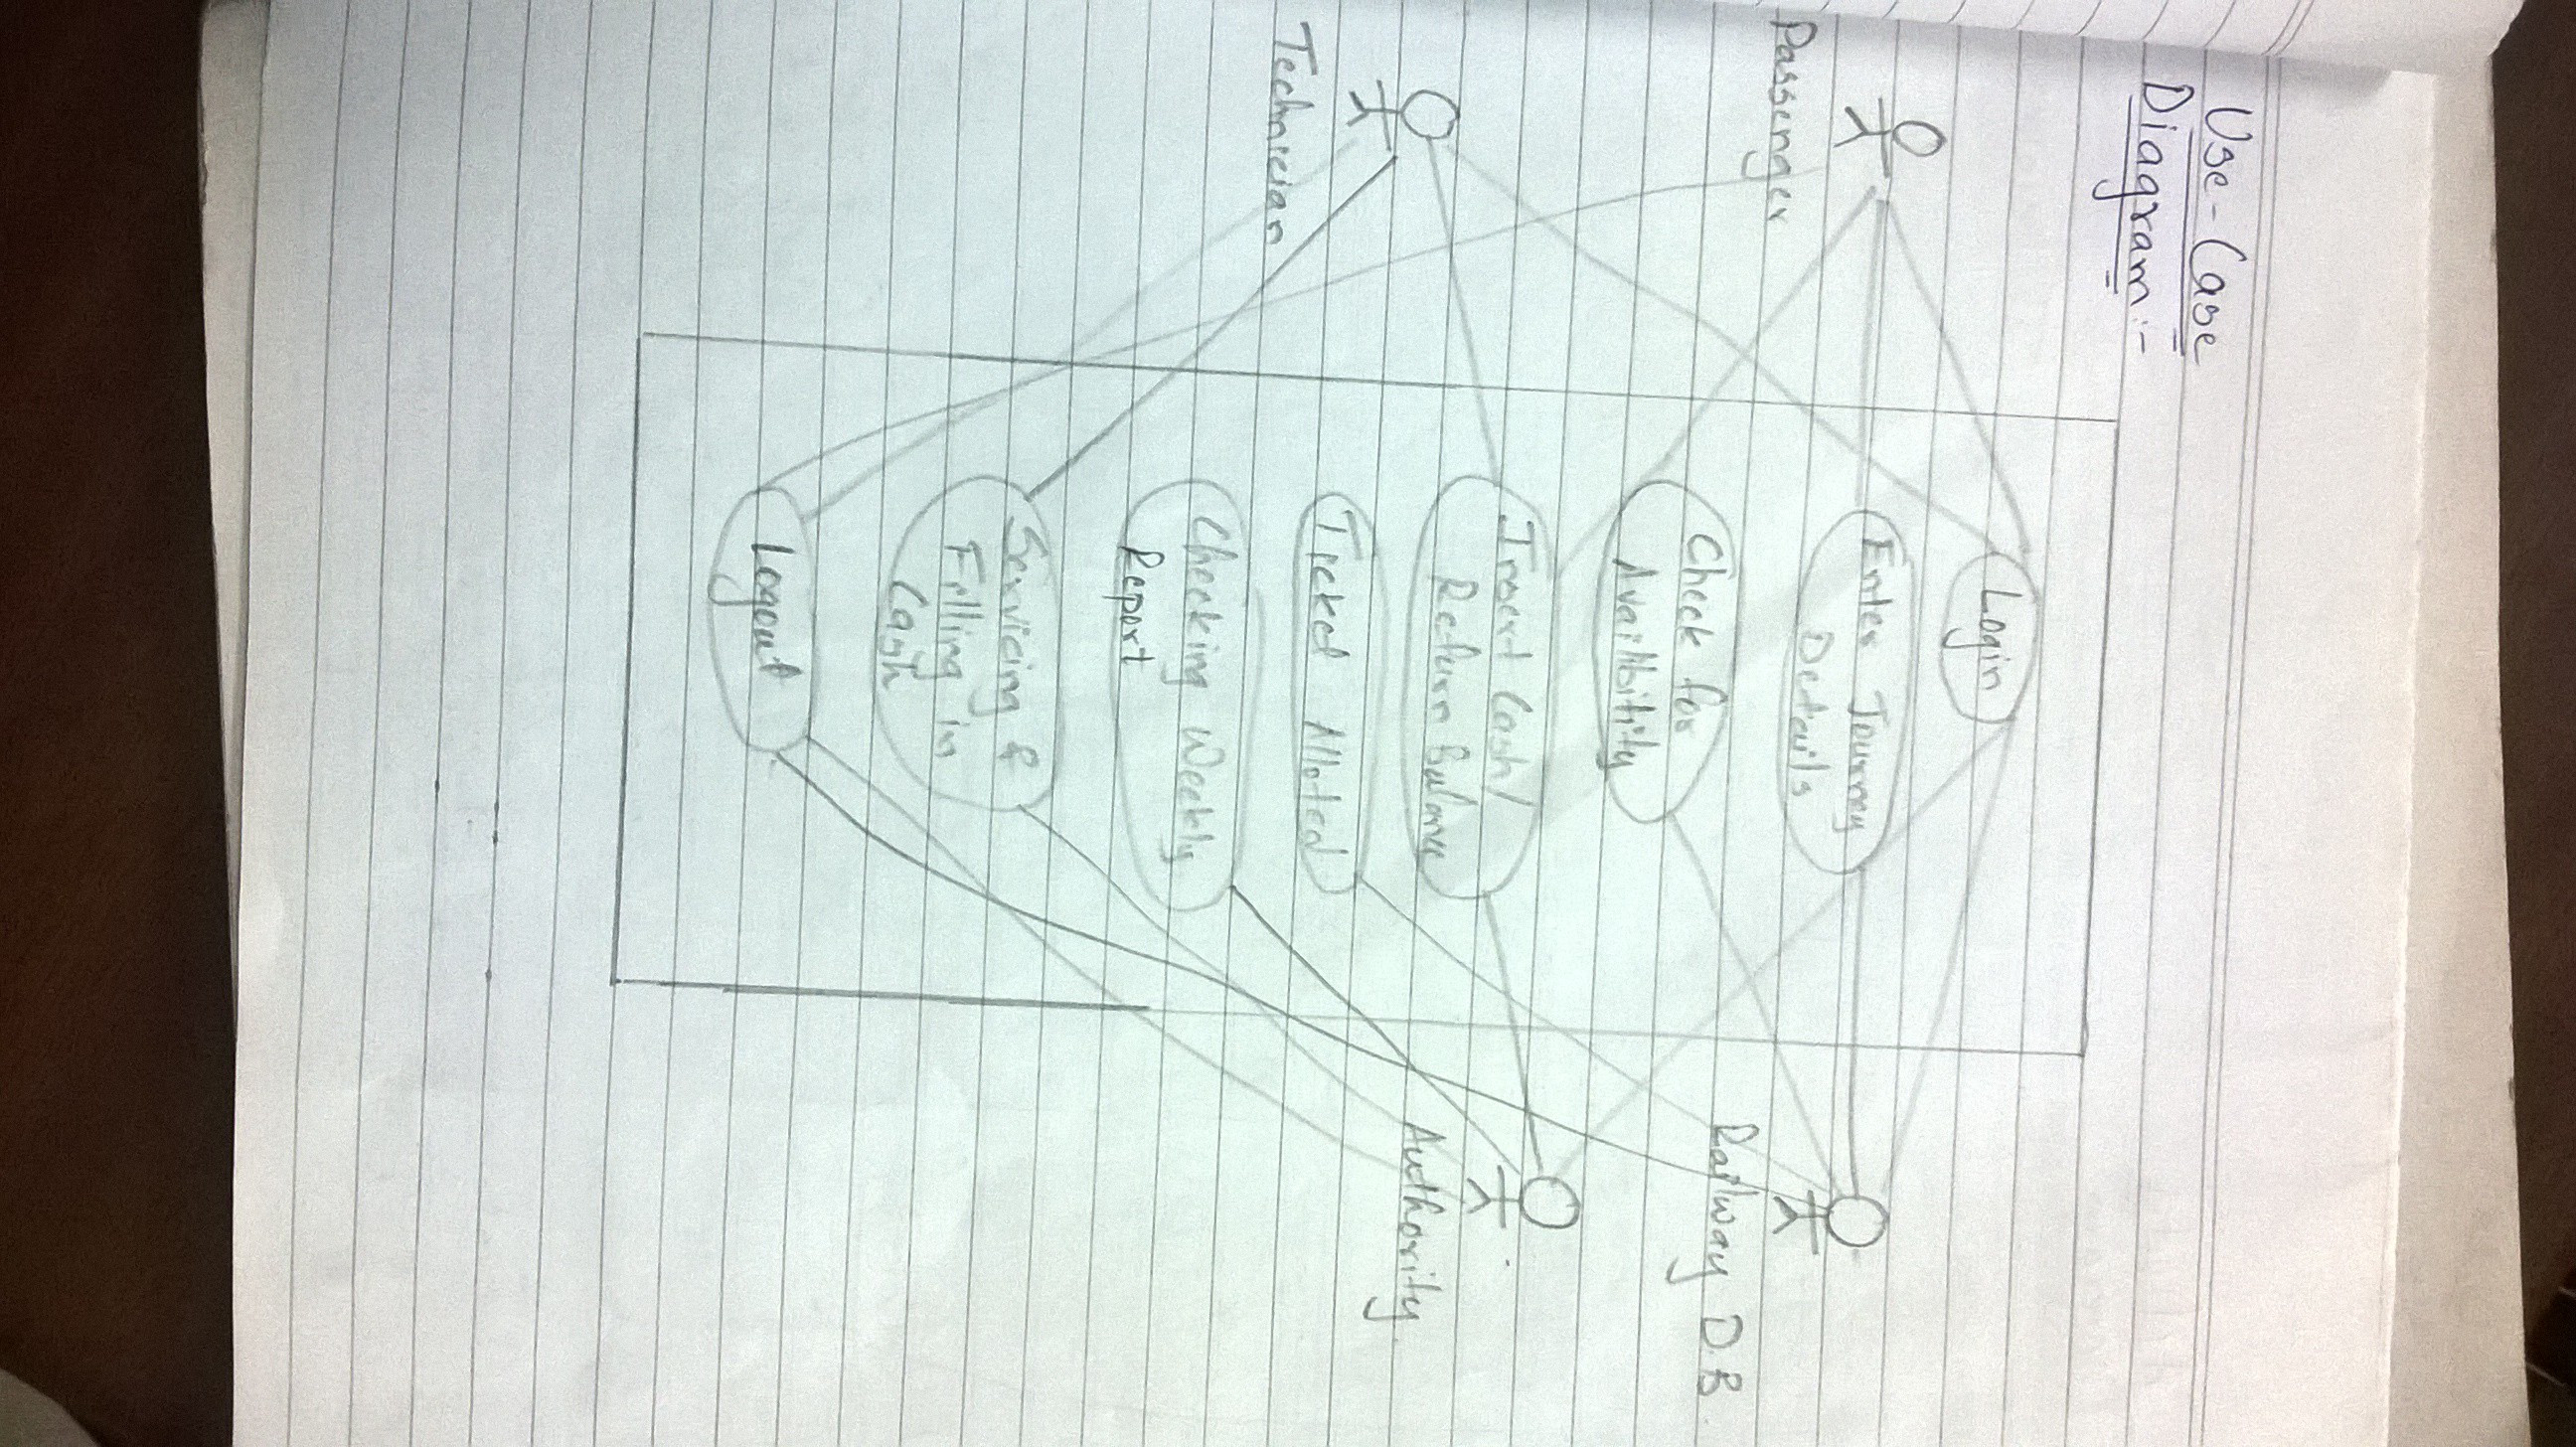 Use-Case
Diagram:-
Login
Enter Journey
Details
Passenger
Railway D.B.
Check for
Availibitity
Insert Cash/
Return Balance
Authority.
Ticket Alloted
Technician
Checking Weekly
Report
Servicing &
Filling in
Cash
Logout